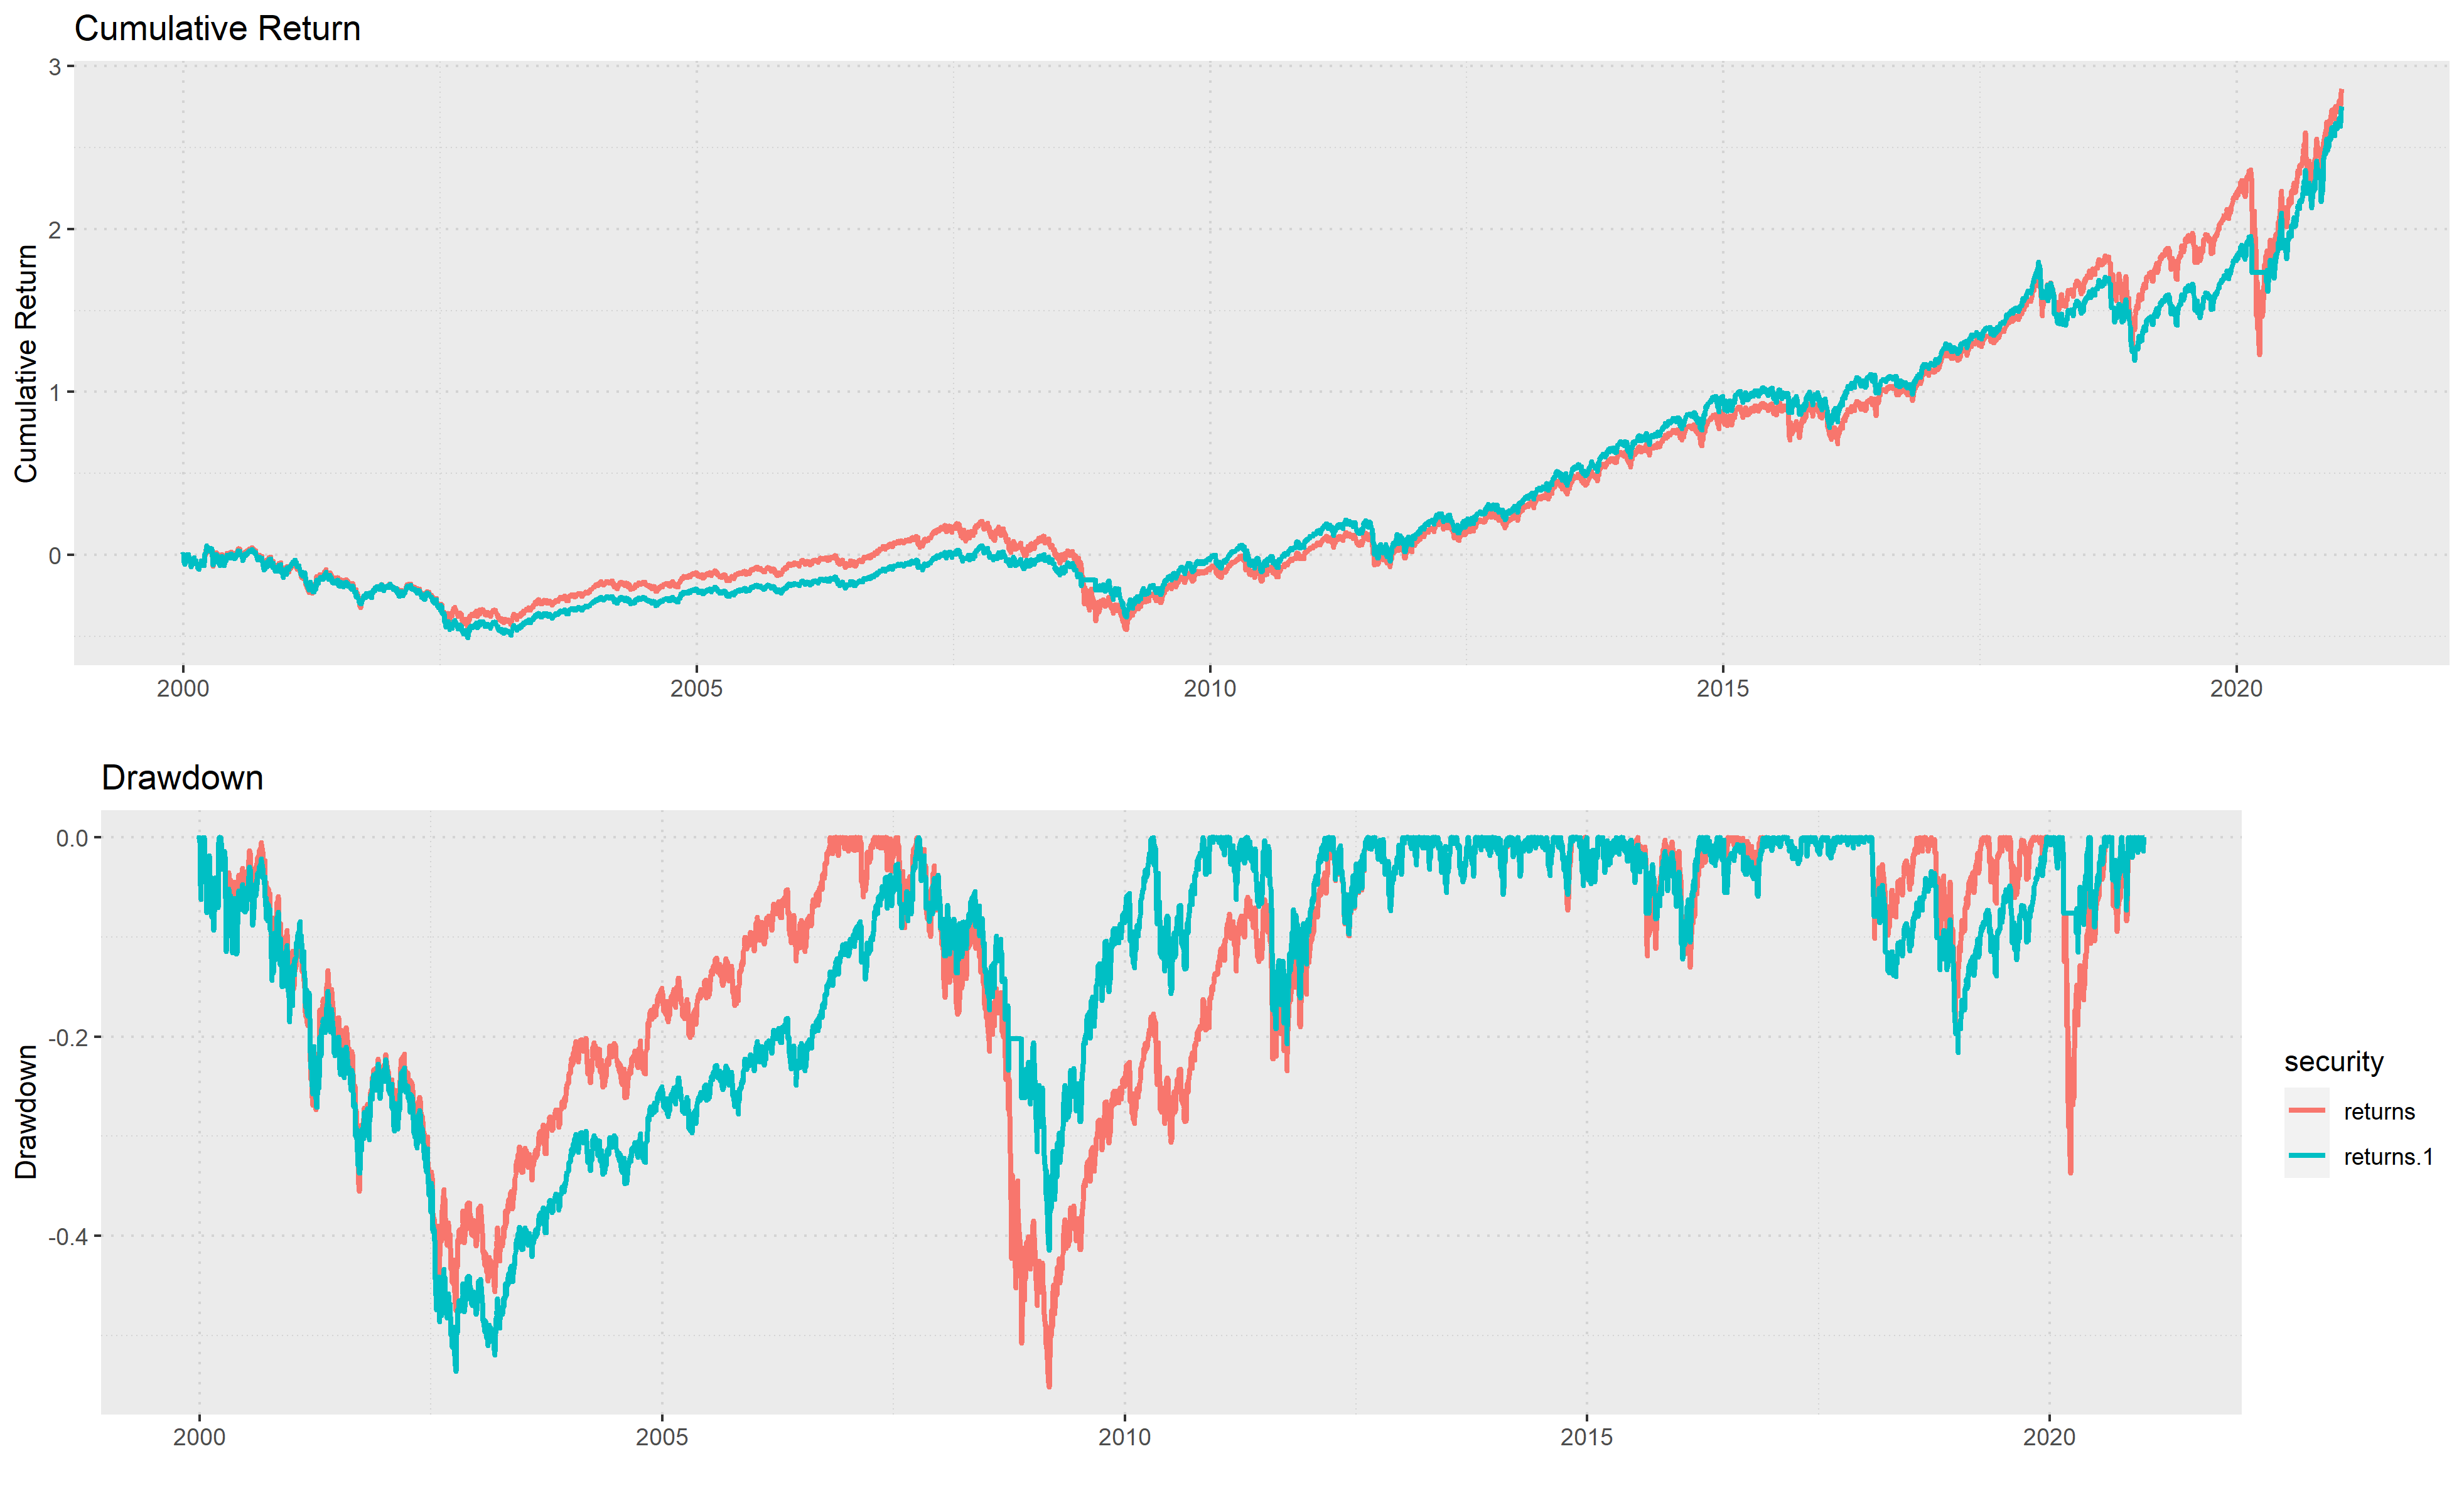 Cumulative Return
3
2
1
0
Cumulative Return
2000 2005 2010 2015 2020
Drawdown
0.0
-0.2
-0.4
Drawdown
2000 2005 2010 2015 2020
security
returns
returns.1